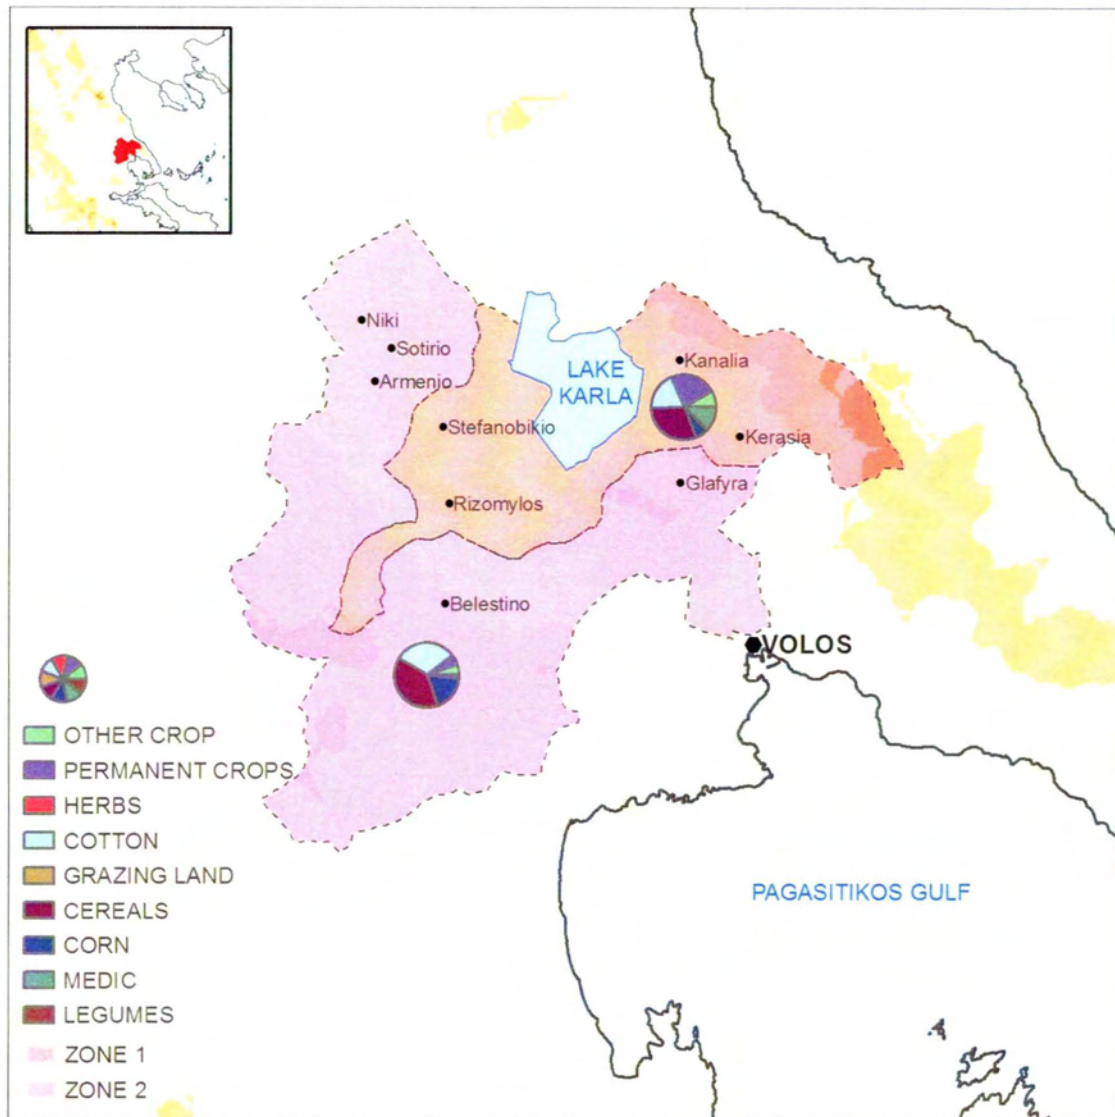 Niki
Sotirio
Armenio
LAKE
KARLA
Kanalia
Stefanobikio
Kerasia
Glafyra
Rizomylos
Belestino
VOLOS
OTHER CROP
PERMANENT CROPS
HERBS
COTTON
GRAZING LAND
CEREALS
CORN
MEDIC
LEGUMES
ZONE 1
ZONE 2
PAGASITIKOS GULF